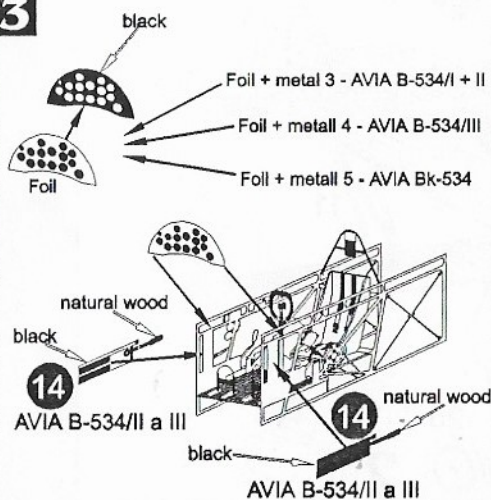 3
black
Foil + metal 3 - AVIA B-534/I + II
Foil + metall 4 - AVIA B-534/III
Foil + metall 5 - AVIA Bk-534
Foil
natural wood
black
14
AVIA B-534/II a III
14
natural wood
black
AVIA B-534/II a III